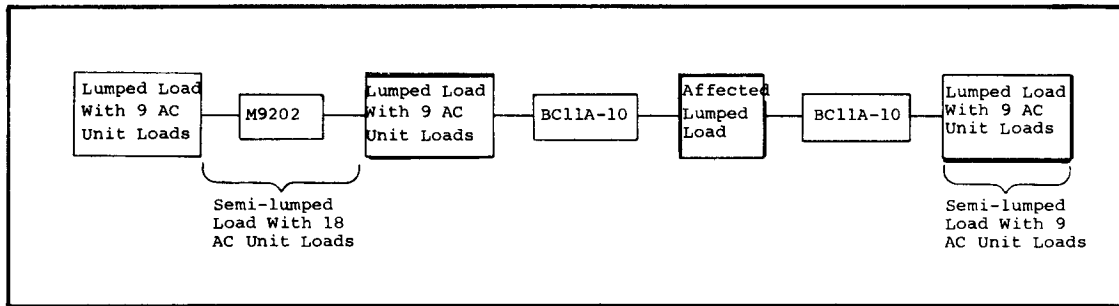 Lumped Load
With 9 AC
Unit Loads
M9202
Lumped Load
With 9 AC
Unit Loads
BC11A-10
Affected
Lumped
Load
BC11A-10
Lumped Load
With 9 AC
Unit Loads
Semi-lumped
Load With 18
AC Unit Loads
Semi-lumped
Load With 9
AC Unit Loads